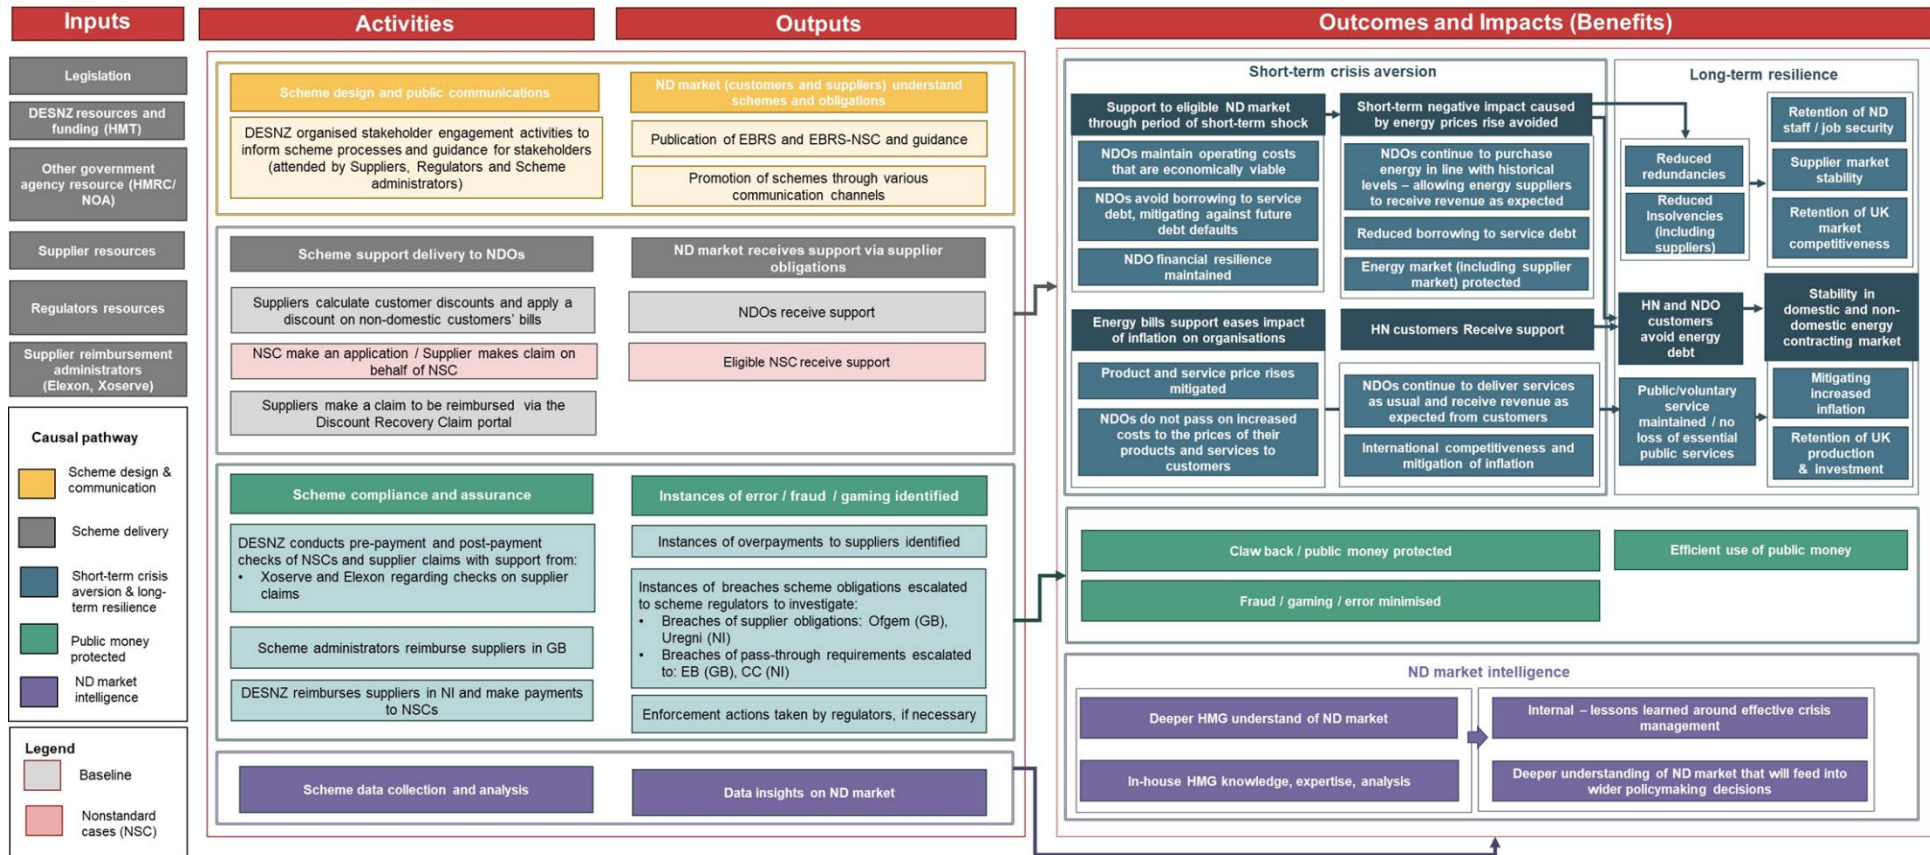 Inputs
Activities
Outputs
Outcomes and Impacts (Benefits)
Legislation
DESNZ resources and
funding (HMT)
Other government
agency resource (HMRC/
NOA)
Supplier resources
Regulators resources
Supplier reimbursement
administrators
(Elexon, Xoserve)
Causal pathway
Scheme design &
communication
Scheme delivery
Short-term crisis
aversion & long-
term resilience
Public money
protected
ND market
intelligence
Legend
Baseline
Nonstandard
cases (NSC)
Scheme design and public communications
DESNZ organised stakeholder engagement activities to
inform scheme processes and guidance for stakeholders
(attended by Suppliers, Regulators and Scheme
administrators)
ND market (customers and suppliers) understand
schemes and obligations
Publication of EBRS and EBRS-NSC and guidance
Promotion of schemes through various
communication channels
Scheme support delivery to NDOs
Suppliers calculate customer discounts and apply a
discount on non-domestic customers' bills
NSC make an application / Supplier makes claim on
behalf of NSC
Suppliers make a claim to be reimbursed via the
Discount Recovery Claim portal
ND market receives support via supplier
obligations
NDOs receive support
Eligible NSC receive support
Scheme compliance and assurance
DESNZ conducts pre-payment and post-payment
checks of NSCs and supplier claims with support from:
• Xoserve and Elexon regarding checks on supplier
claims
Scheme administrators reimburse suppliers in GB
DESNZ reimburses suppliers in NI and make payments
to NSCs
Instances of error / fraud / gaming identified
Instances of overpayments to suppliers identified
Instances of breaches scheme obligations escalated
to scheme regulators to investigate:
• Breaches of supplier obligations: Ofgem (GB),
Uregni (NI)
• Breaches of pass-through requirements escalated
to: EB (GB), CC (NI)
Enforcement actions taken by regulators, if necessary
Scheme data collection and analysis
Data insights on ND market
Short-term crisis aversion
Support to eligible ND market
through period of short-term shock
NDOs maintain operating costs
that are economically viable
NDOs avoid borrowing to service
debt, mitigating against future
debt defaults
NDO financial resilience
maintained
Short-term negative impact caused
by energy prices rise avoided
NDOs continue to purchase
energy in line with historical
levels – allowing energy suppliers
to receive revenue as expected
Reduced borrowing to service debt
Energy market (including supplier
market) protected
Energy bills support eases impact
of inflation on organisations
Product and service price rises
mitigated
NDOs do not pass on increased
costs to the prices of their
products and services to
customers
HN customers Receive support
NDOs continue to deliver services
as usual and receive revenue as
expected from customers
International competitiveness and
mitigation of inflation
Long-term resilience
Reduced
redundancies
Reduced
Insolvencies
(including
suppliers)
Retention of ND
staff / job security
Supplier market
stability
Retention of UK
market
competitiveness
HN and NDO
customers
avoid energy
debt
Stability in
domestic and non-
domestic energy
contracting market
Public/voluntary
service
maintained / no
loss of essential
public services
Mitigating
increased
inflation
Retention of UK
production
& investment
Claw back / public money protected
Efficient use of public money
Fraud / gaming / error minimised
ND market intelligence
Deeper HMG understand of ND market
In-house HMG knowledge, expertise, analysis
Internal – lessons learned around effective crisis
management
Deeper understanding of ND market that will feed into
wider policymaking decisions